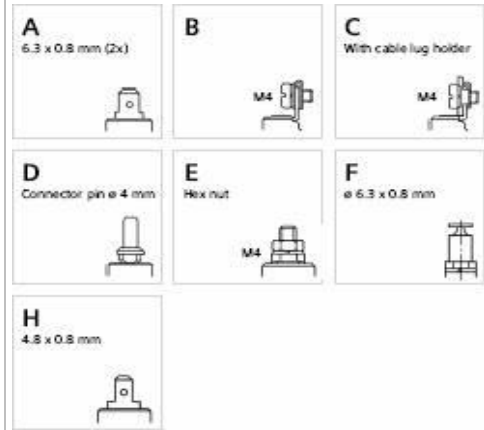 A
6.3 x 0.8 mm (2x)
B
M4
C
With cable lug holder
M4
D
Connector pin ø 4 mm
E
Hex nut
M4
F
ø 6.3 x 0.8 mm
H
4.8 x 0.8 mm